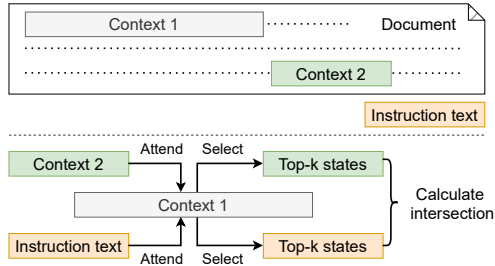 Context 1
Document
Context 2
Instruction text
Attend Select
Context 2
Top-k states
Context 1
Calculate
intersection
Instruction text
Top-k states
Attend Select